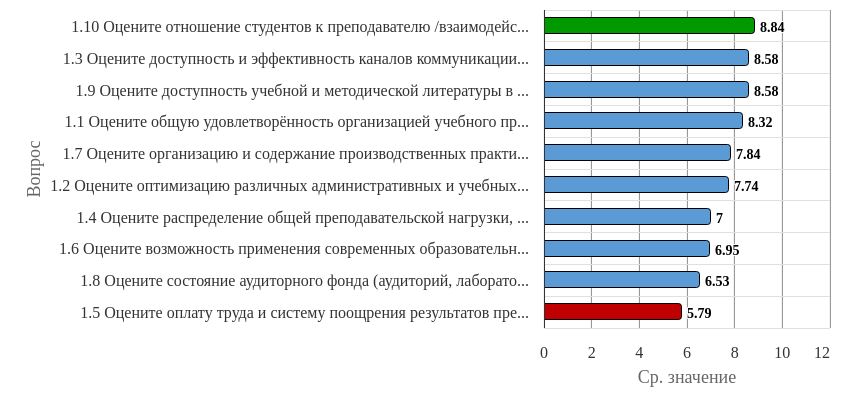 1.10 Оцените отношение студентов к преподавателю /взаимодейс... 8.84
1.3 Оцените доступность и эффективность каналов коммуникации... 8.58
1.9 Оцените доступность учебной и методической литературы в ... 8.58
1.1 Оцените общую удовлетворённость организацией учебного пр... 8.32
1.7 Оцените организацию и содержание производственных практи... 7.84
1.2 Оцените оптимизацию различных административных и учебных... 7.74
1.4 Оцените распределение общей преподавательской нагрузки, ... 7
1.6 Оцените возможность применения современных образовательн... 6.95
1.8 Оцените состояние аудиторного фонда (аудиторий, лаборато... 6.53
1.5 Оцените оплату труда и систему поощрения результатов пре... 5.79
Вопрос
0 2 4 6 8 10 12
Ср. значение